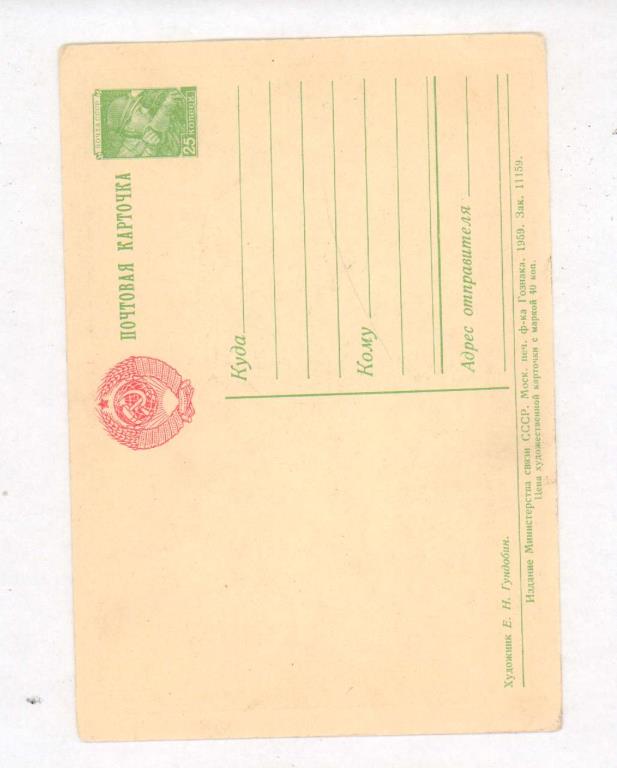 ПОЧТА СССР
25 КОПЕЕК
ПОЧТОВАЯ КАРТОЧКА
Куда
Кому
Адрес отправителя
Художник Е. Н. Гундобин.
Издание Министерства связи СССР. Моск. печ. ф-ка Гознака. 1959. Зак. 11159.
Цена художественной карточки с маркой 40 коп.